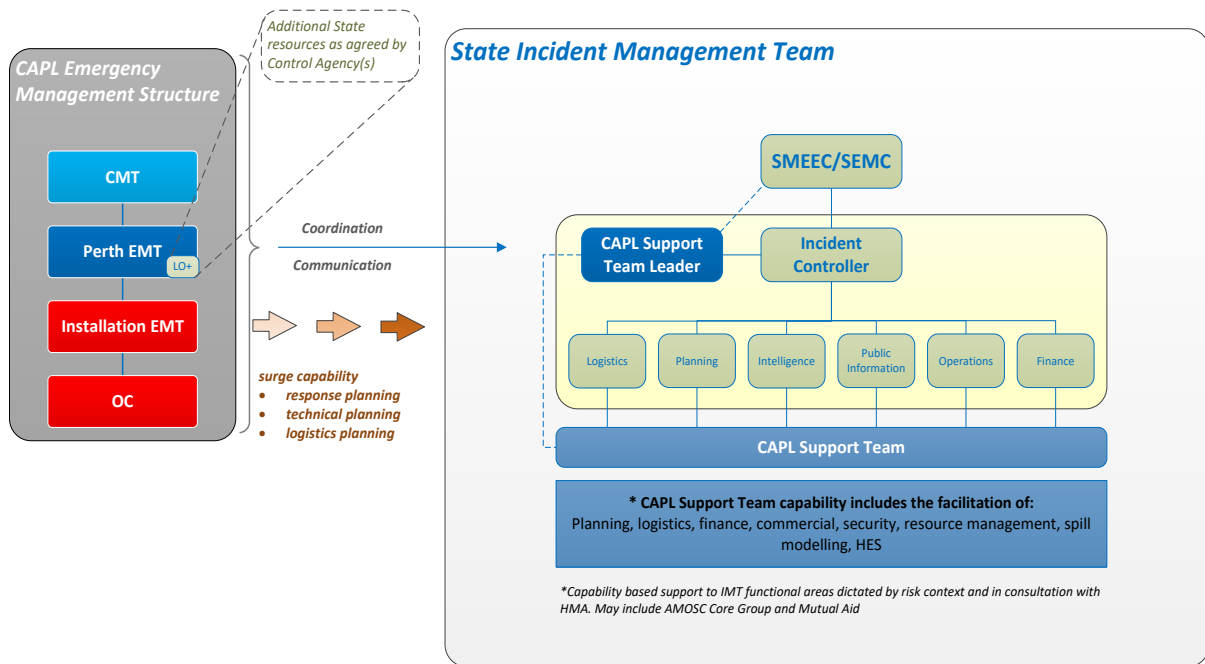 Additional State
resources as agreed by
Control Agency(s)
CAPL Emergency
Management Structure
CMT
Perth EMT
LO+
Installation EMT
OC
Coordination
Communication
surge capability
• response planning
• technical planning
• logistics planning
State Incident Management Team
SMEEC/SEMC
CAPL Support
Team Leader
Incident
Controller
Logistics
Planning
Intelligence
Public
Information
Operations
Finance
CAPL Support Team
* CAPL Support Team capability includes the facilitation of:
Planning, logistics, finance, commercial, security, resource management, spill
modelling, HES
*Capability based support to IMT functional areas dictated by risk context and in consultation with
HMA. May include AMOSC Core Group and Mutual Aid